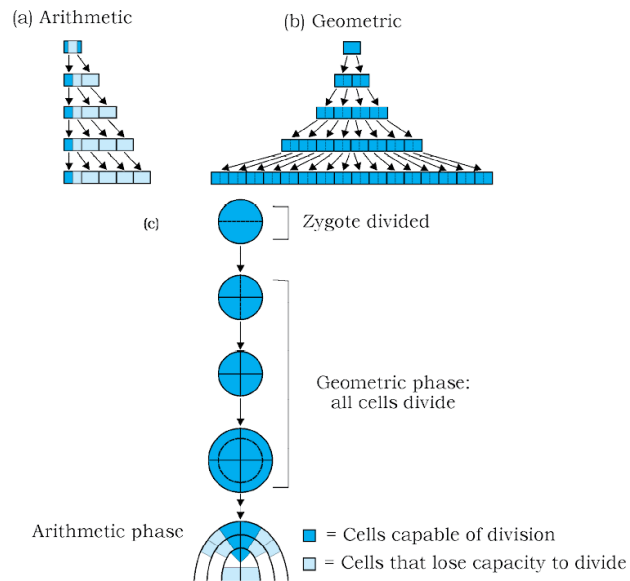 (a) Arithmetic
(b) Geometric
(c)
Zygote divided
Geometric phase:
all cells divide
Arithmetic phase
= Cells capable of division
= Cells that lose capacity to divide